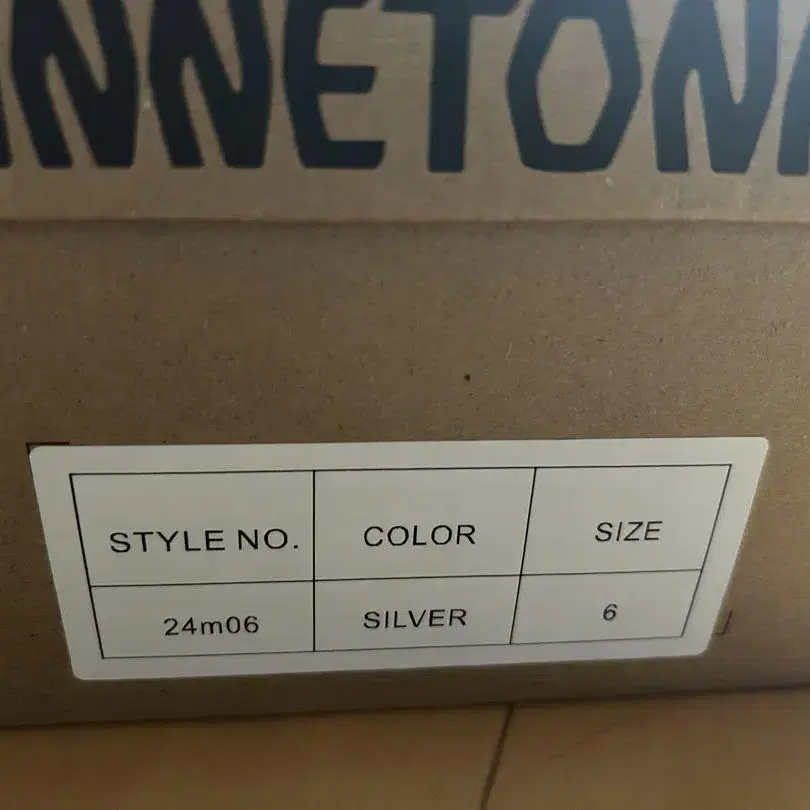 NNETON
STYLE NO. COLOR SIZE
24m06 SILVER 6